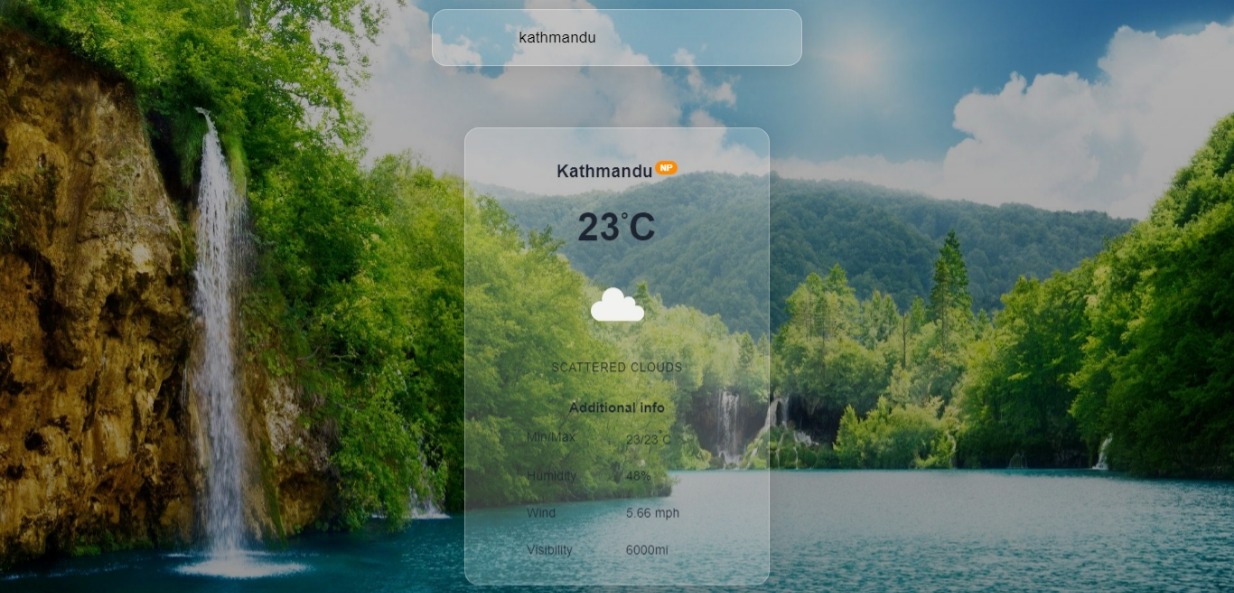 kathmandu
Kathmandu NP
23°C
SCATTERED CLOUDS
Additional info
Min|Max 23/23°C
Humidity 46%
Wind 5.66 mph
Visibility 6000mi